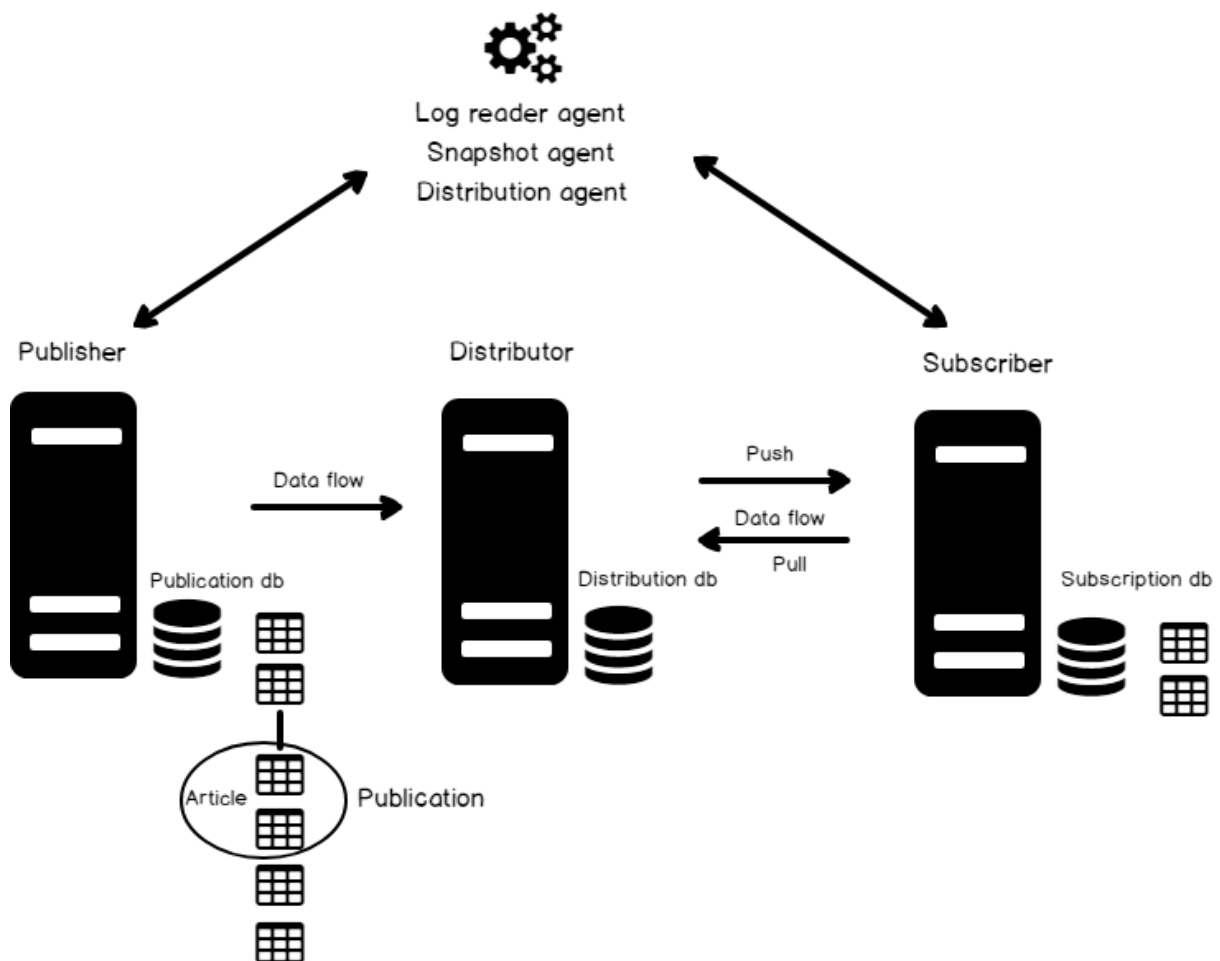 Log reader agent
Snapshot agent
Distribution agent
Publisher
Distributor
Subscriber
Data flow
Push
Data flow
Pull
Publication db
Distribution db
Subscription db
Article
Publication